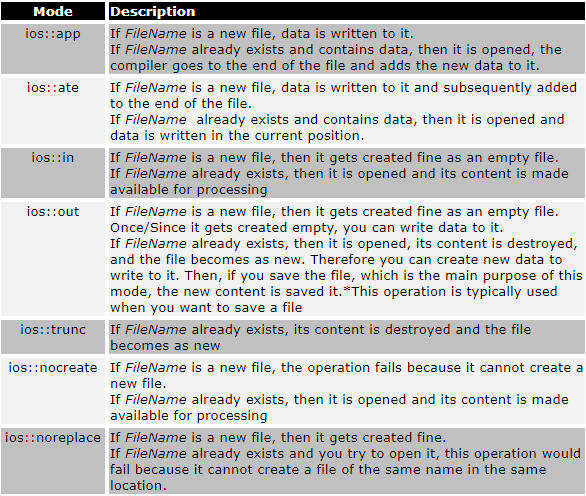 Mode Description
ios::app If FileName is a new file, data is written to it.
If FileName already exists and contains data, then it is opened, the
compiler goes to the end of the file and adds the new data to it.
ios::ate If FileName is a new file, data is written to it and subsequently added
to the end of the file.
If FileName  already exists and contains data, then it is opened and
data is written in the current position.
ios::in If FileName is a new file, then it gets created fine as an empty file.
If FileName already exists, then it is opened and its content is made
available for processing
ios::out If FileName is a new file, then it gets created fine as an empty file.
Once/Since it gets created empty, you can write data to it.
If FileName already exists, then it is opened, its content is destroyed,
and the file becomes as new. Therefore you can create new data to
write to it. Then, if you save the file, which is the main purpose of this
mode, the new content is saved it.*This operation is typically used
when you want to save a file
ios::trunc If FileName already exists, its content is destroyed and the file
becomes as new
ios::nocreate If FileName is a new file, the operation fails because it cannot create a
new file.
If FileName already exists, then it is opened and its content is made
available for processing
ios::noreplace If FileName is a new file, then it gets created fine.
If FileName already exists and you try to open it, this operation would
fail because it cannot create a file of the same name in the same
location.